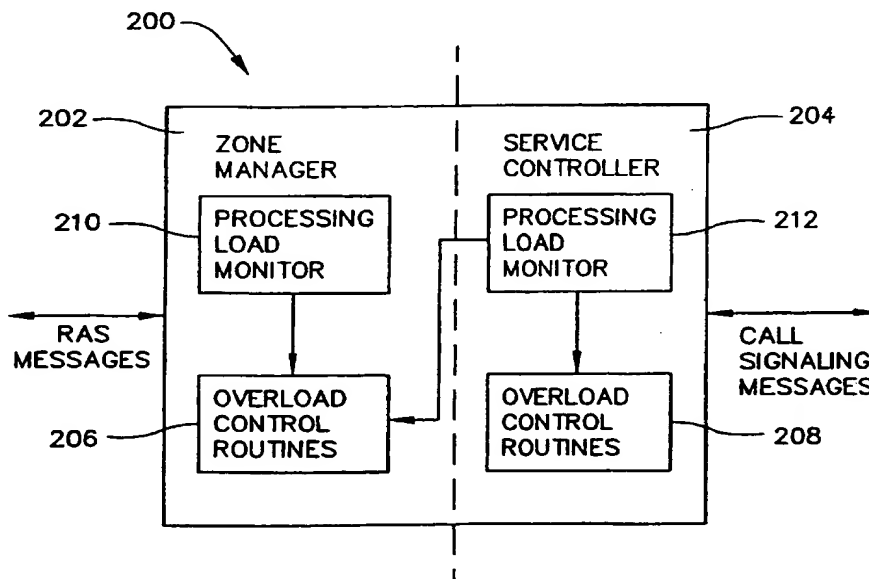 200
202
ZONE
MANAGER
SERVICE
CONTROLLER
204
210
PROCESSING
LOAD
MONITOR
PROCESSING
LOAD
MONITOR
212
RAS
MESSAGES
CALL
SIGNALING
MESSAGES
206
OVERLOAD
CONTROL
ROUTINES
OVERLOAD
CONTROL
ROUTINES
208